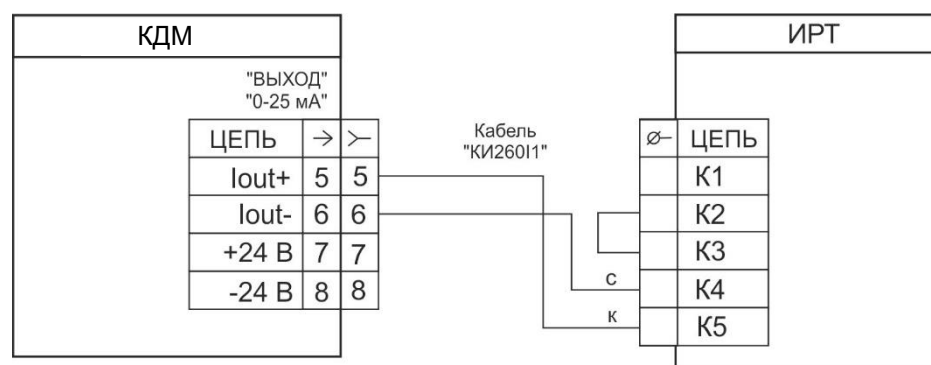 КДМ
"ВЫХОД"
"0-25 мА"
ЦЕПЬ
Iout+ 5 5
Iout- 6 6
+24 В 7 7
-24 В 8 8
Кабель
"КИ260I1"
с
к
ИРТ
ЦЕПЬ
К1
К2
К3
К4
К5